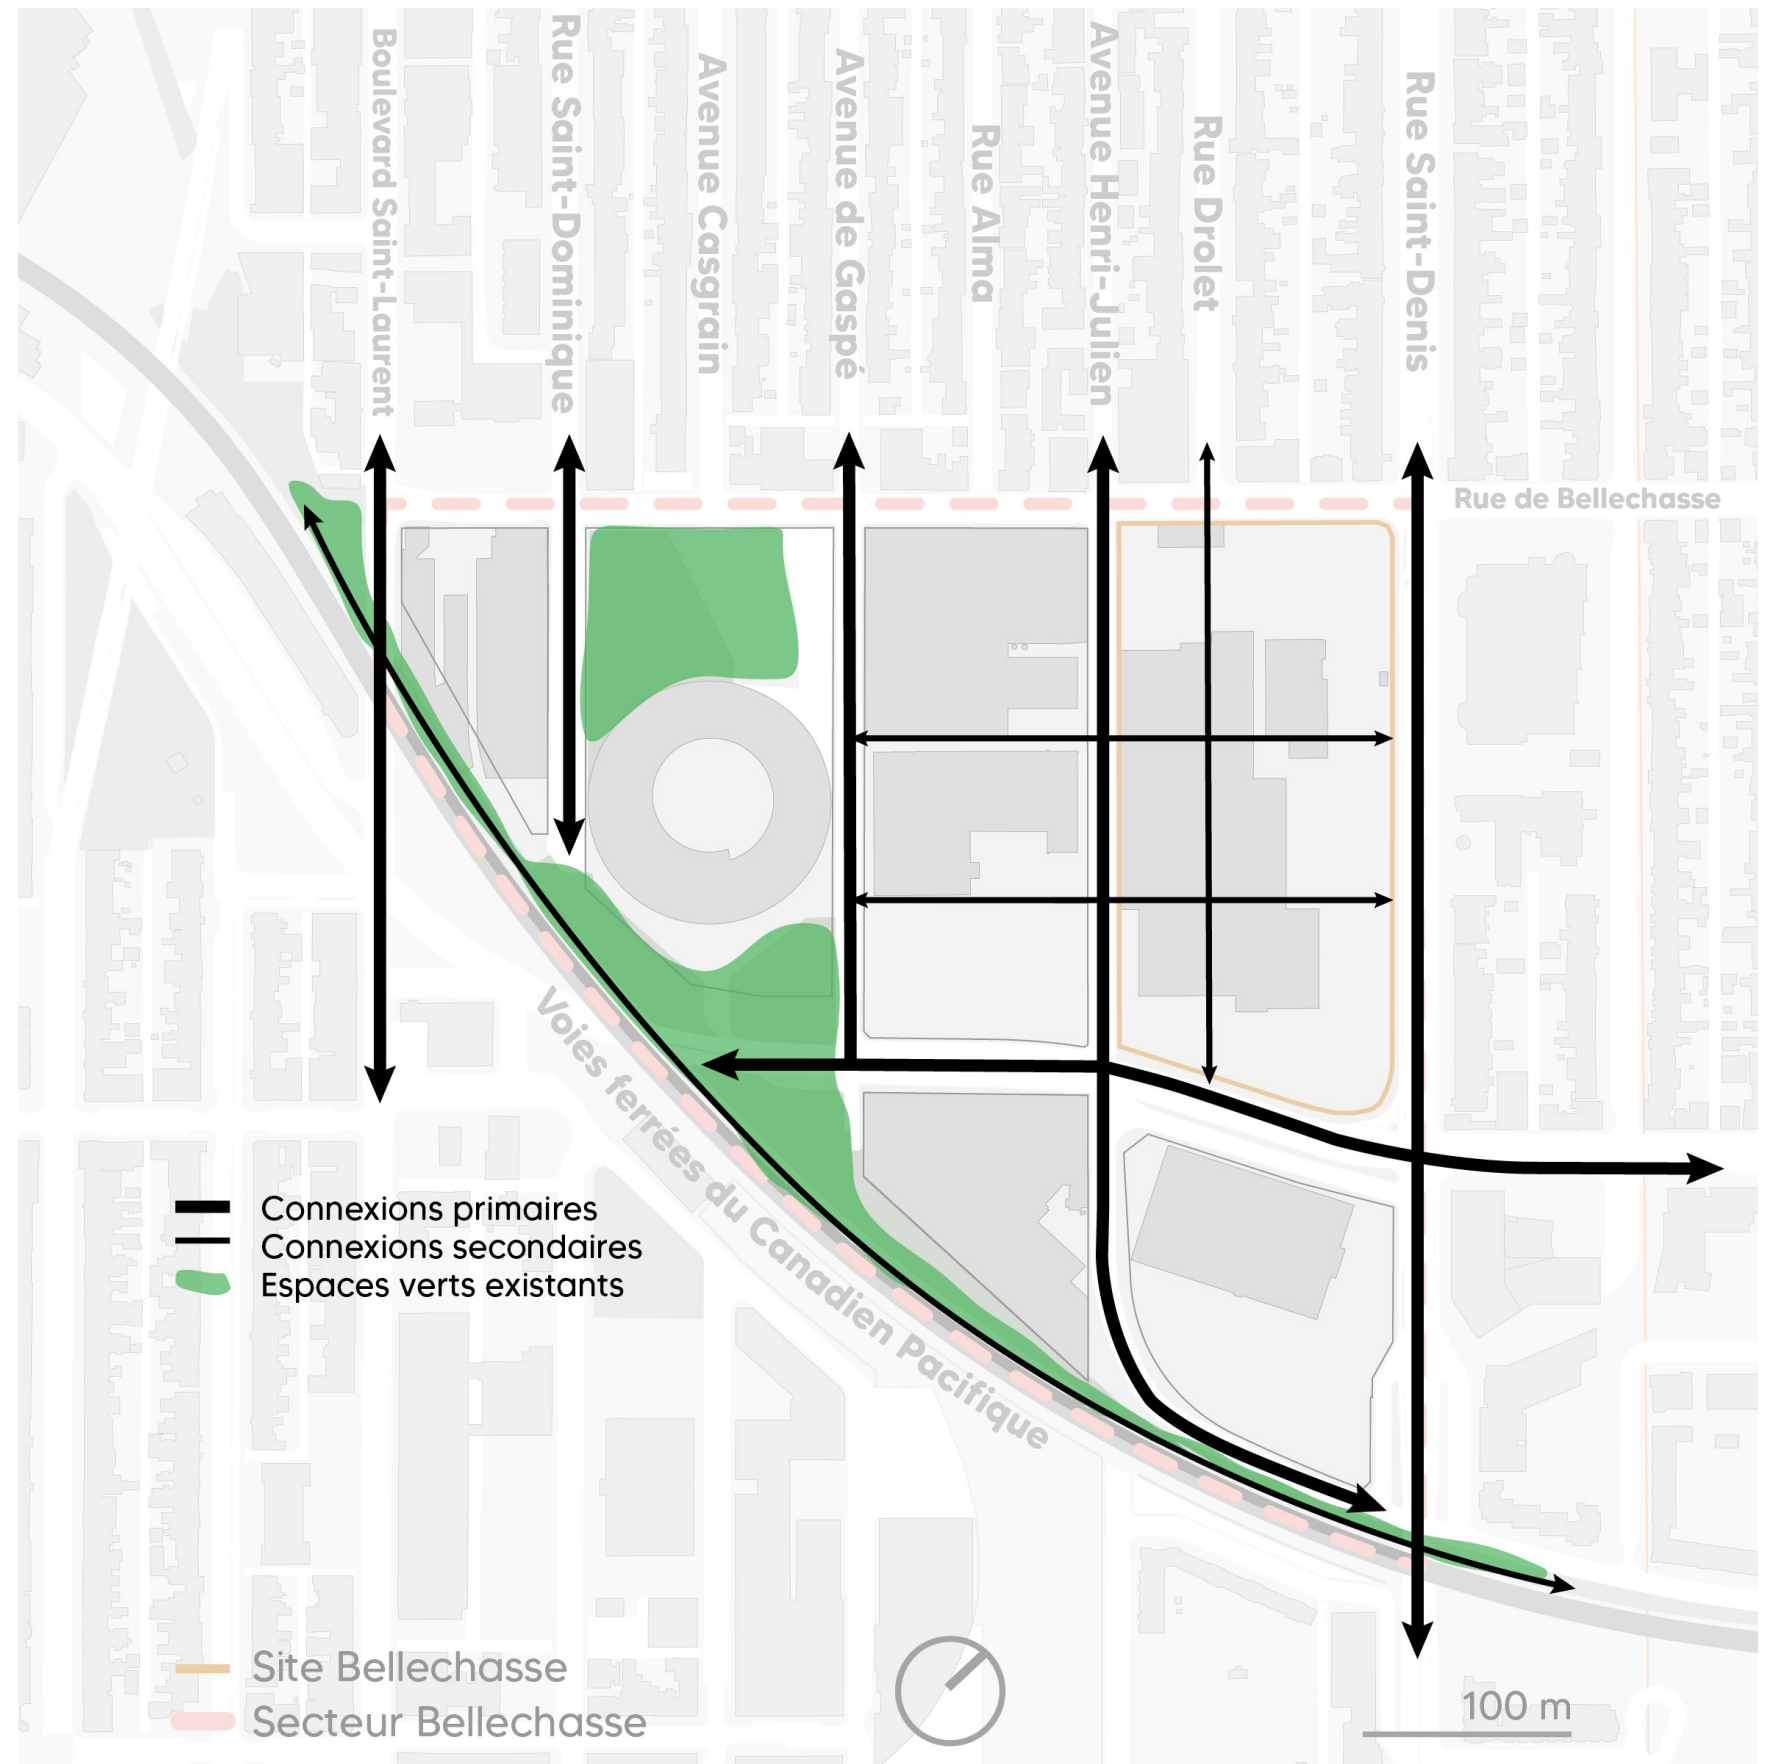 Boulevard Saint-Laurent
Rue Saint-Dominique
Avenue Casgrain
Avenue de Gaspé
Rue Alma
Avenue Henri-Julien
Rue Drolet
Rue Saint-Denis
Rue de Bellechasse
Voies ferrées du Canadien Pacifique
Connexions primaires
Connexions secondaires
Espaces verts existants
Site Bellechasse
Secteur Bellechasse
100 m